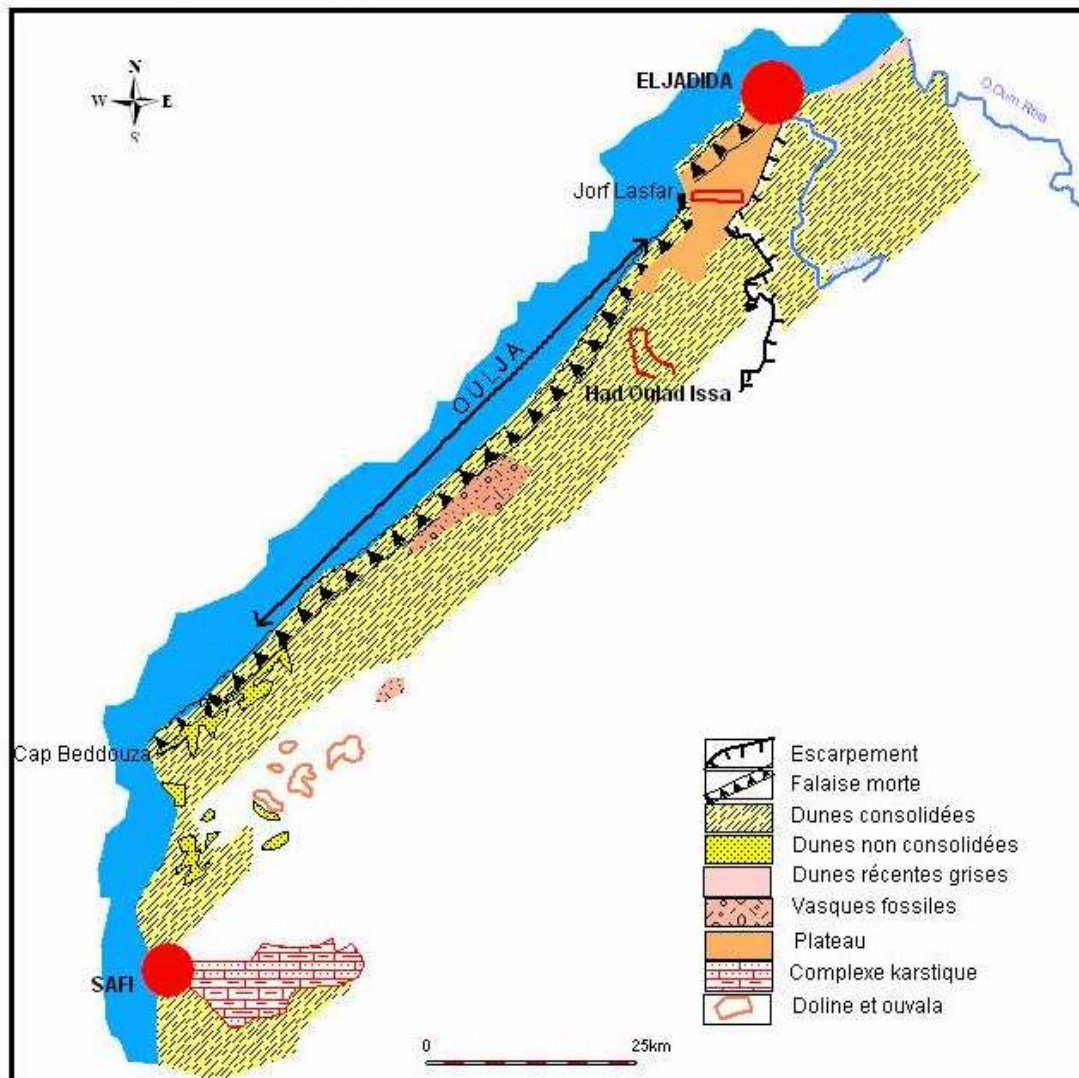 N
W E
S
ELJADIDA
O Oum Rbia
Jorf Lasfar
OULJA
Had Oulad Issa
Cap Beddouza
SAFI
Escarpement
Falaise morte
Dunes consolidées
Dunes non consolidées
Dunes récentes grises
Vasques fossiles
Plateau
Complexe karstique
Doline et ouvala
0 25km